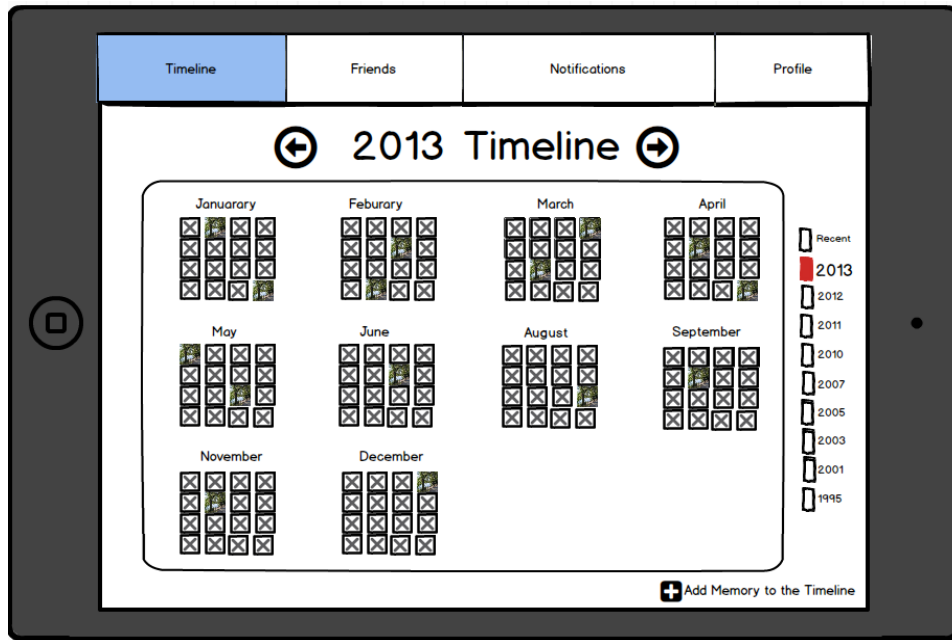 Timeline Friends Notifications Profile
2013 Timeline
Januarary Feburary March April
May June August September
November December
Recent
2013
2012
2011
2010
2007
2005
2003
2001
1995
Add Memory to the Timeline